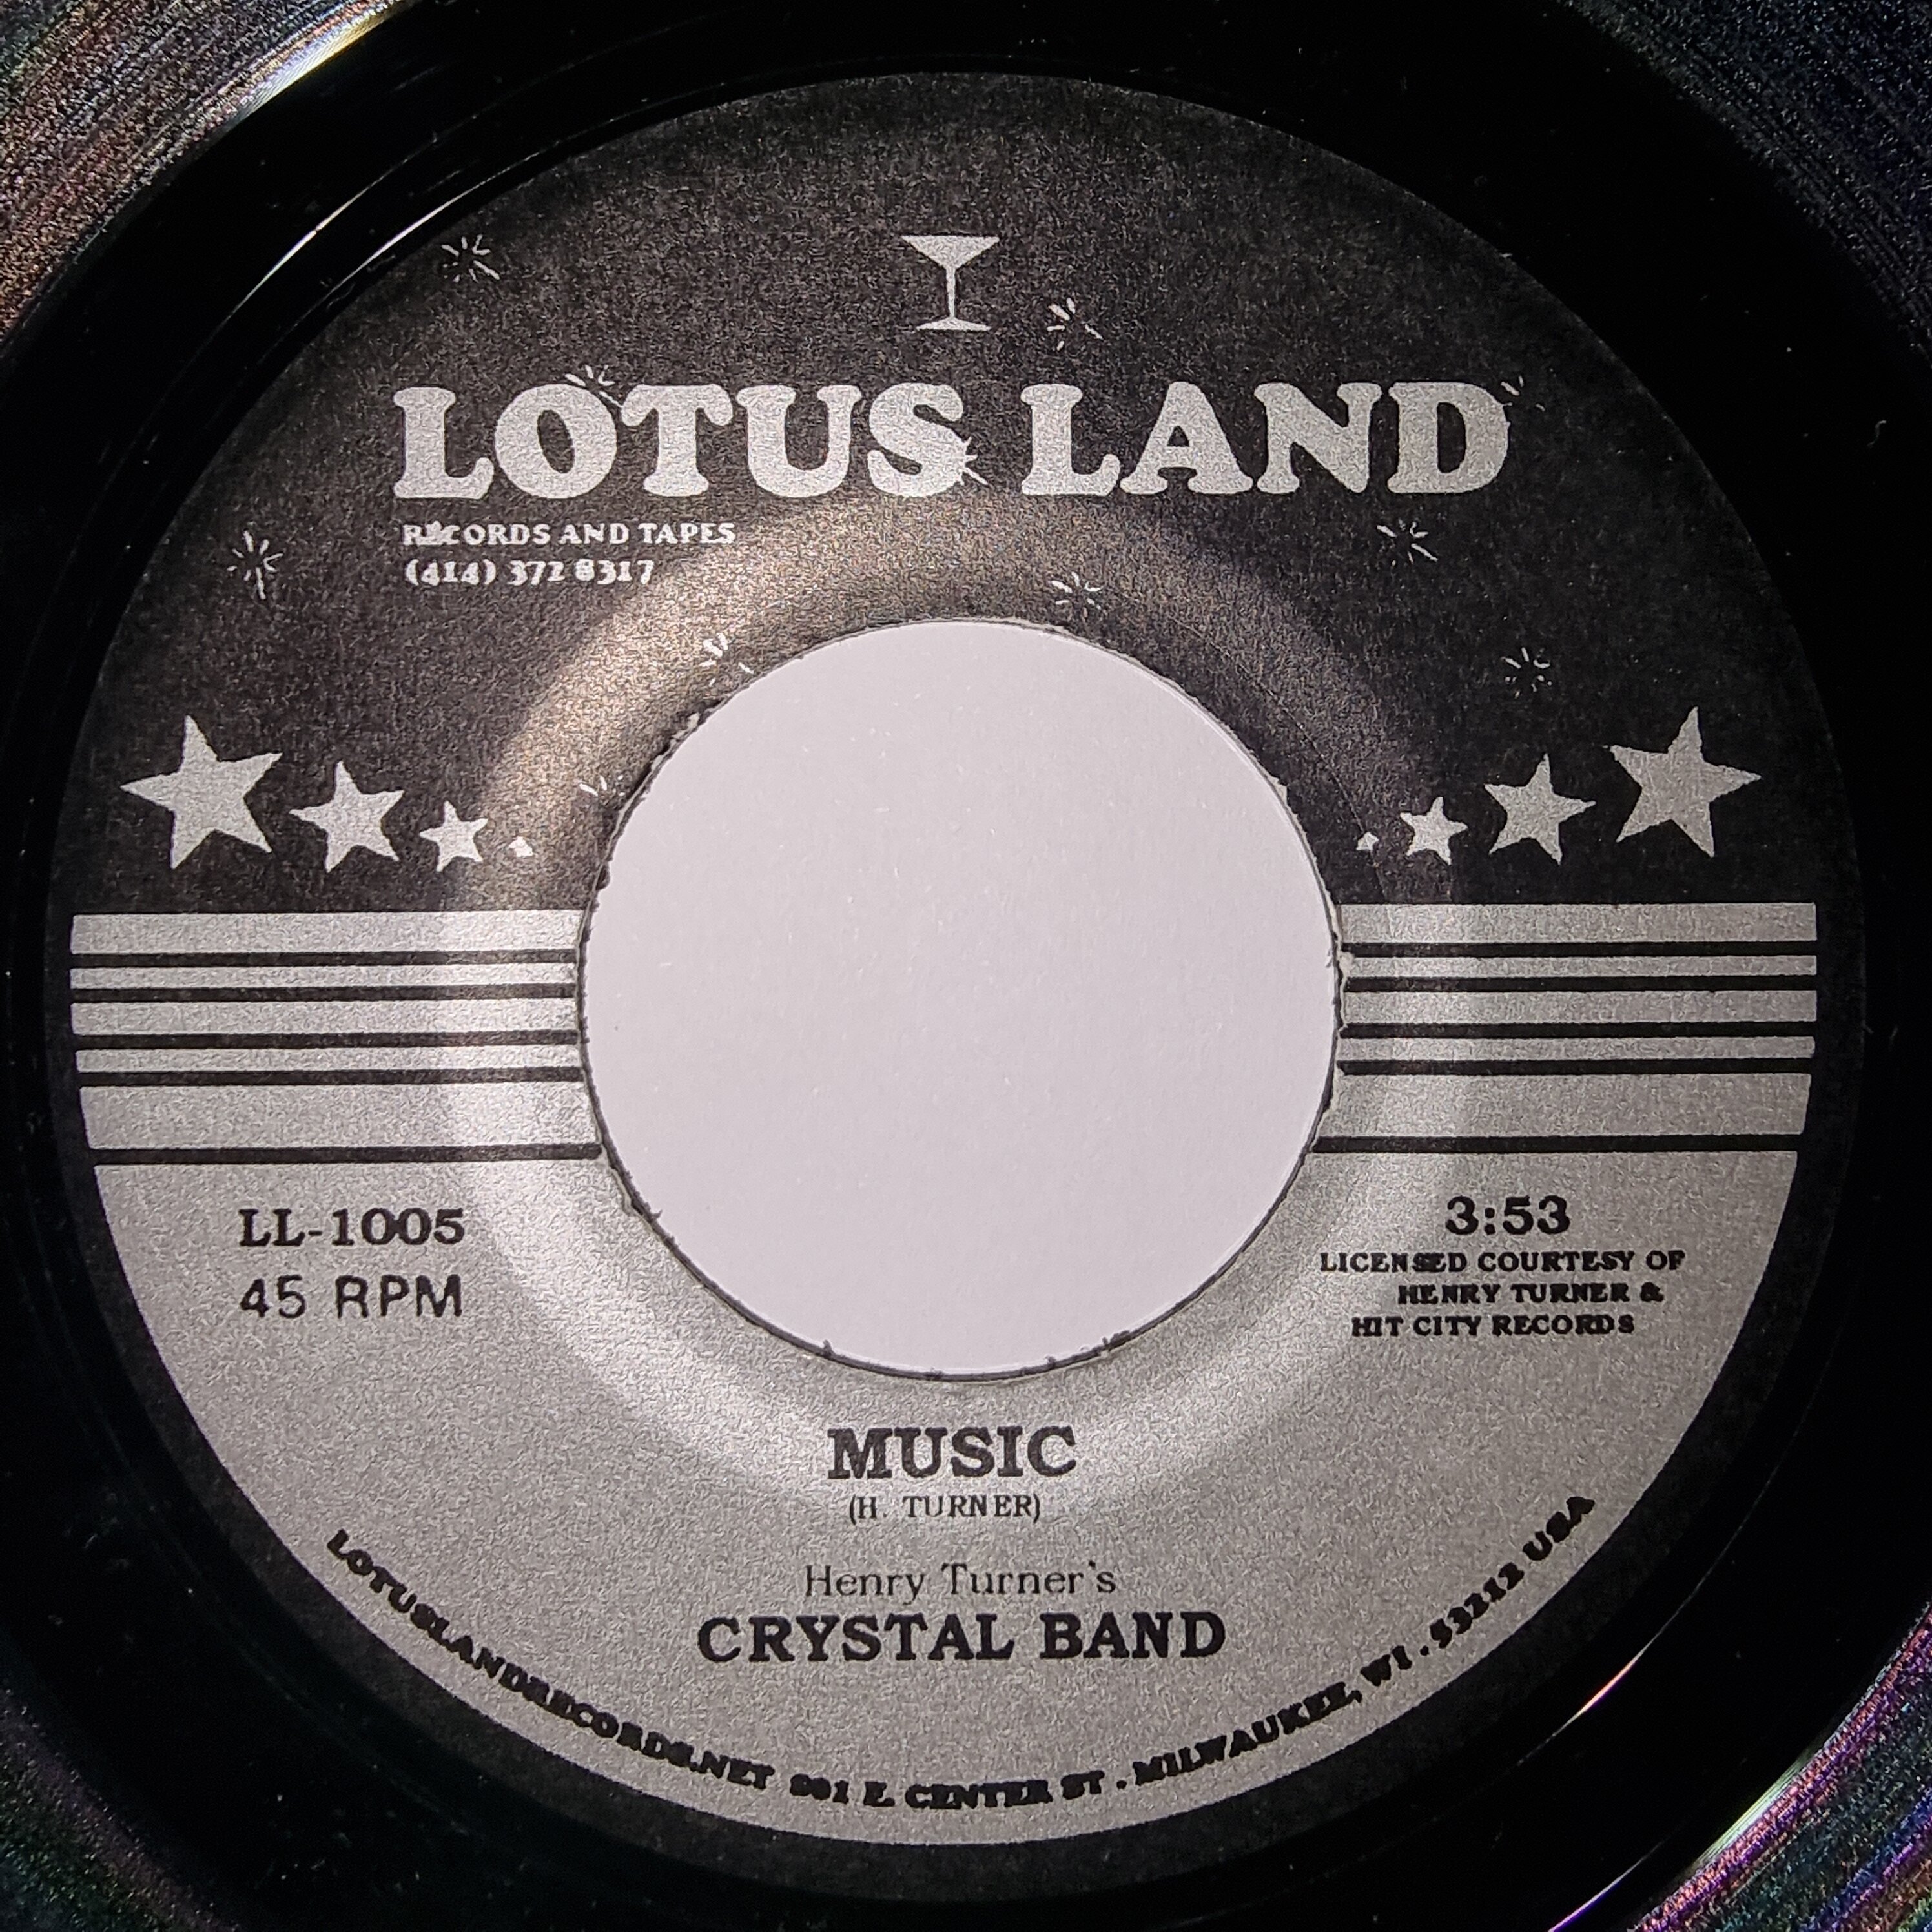 LOTUS LAND
RECORDS AND TAPES
(414) 372 8317
LL-1005
45 RPM
3:53
LICENSED COURTESY OF
HENRY TURNER &
HIT CITY RECORDS
MUSIC
(H. TURNER)
Henry Turner's
CRYSTAL BAND
LOTUSLANDRECORDS.NET 901 E. CENTER ST . MILWAUKEE, WI . 53212 USA